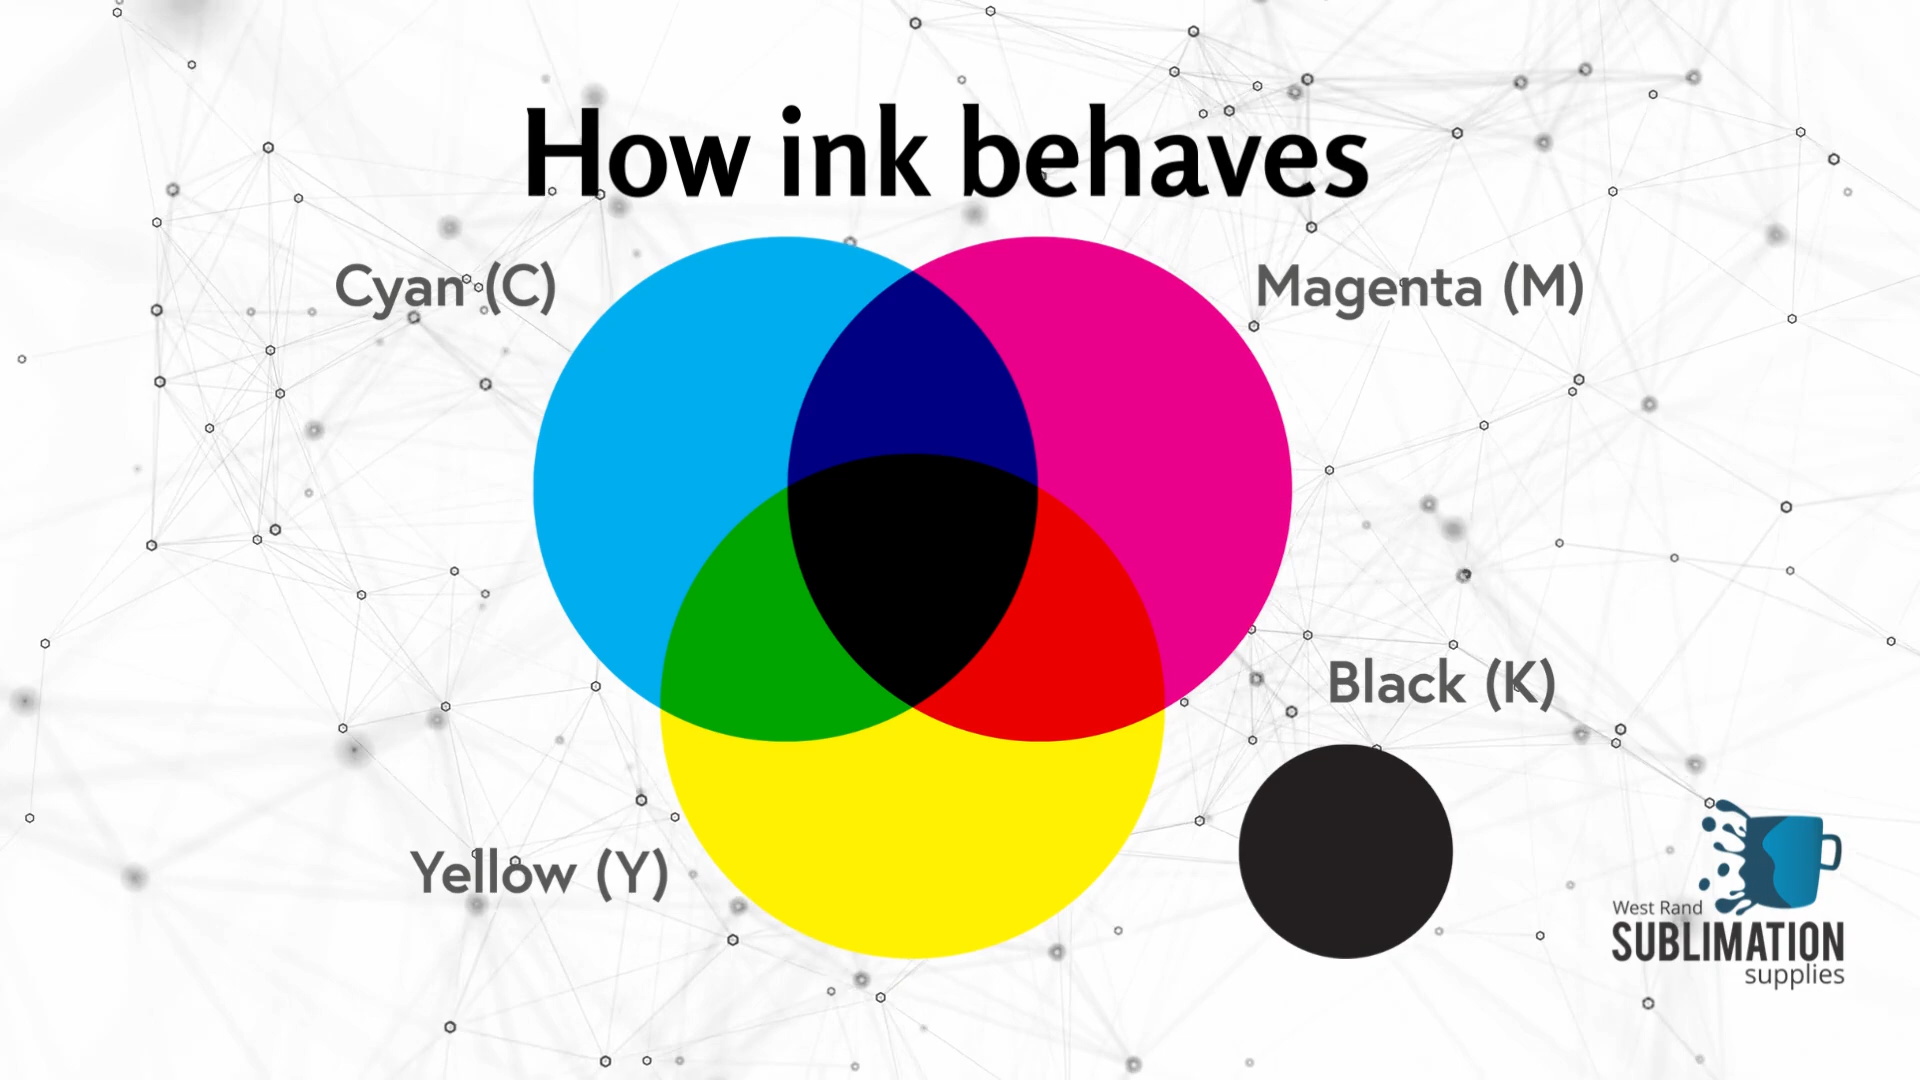 How ink behaves
Cyan (C)
Magenta (M)
Black (K)
Yellow (Y)
West Rand
SUBLIMATION
supplies